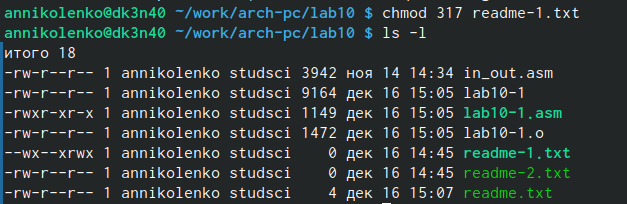 annikolenko@dk3n40 ~/work/arch-pc/lab10 $ chmod 317 readme-1.txt
annikolenko@dk3n40 ~/work/arch-pc/lab10 $ ls -l
итого 18
-rw-r--r-- 1 annikolenko studsci 3942 ноя 14 14:34 in_out.asm
-rw-r--r-- 1 annikolenko studsci 9164 дек 16 15:05 lab10-1
-rwxr-xr-x 1 annikolenko studsci 1149 дек 16 15:05 lab10-1.asm
-rw-r--r-- 1 annikolenko studsci 1472 дек 16 15:05 lab10-1.o
--wx--xrwx 1 annikolenko studsci    0 дек 16 14:45 readme-1.txt
-rw-r--r-- 1 annikolenko studsci    0 дек 16 14:45 readme-2.txt
-rw-r--r-- 1 annikolenko studsci    4 дек 16 15:07 readme.txt